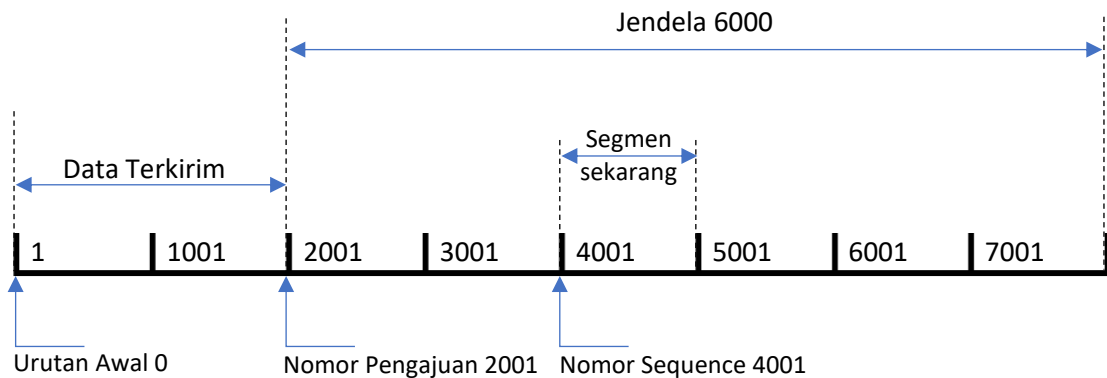 Jendela 6000
Segmen
sekarang
Data Terkirim
1 1001 2001 3001 4001 5001 6001 7001
Urutan Awal 0 Nomor Pengajuan 2001 Nomor Sequence 4001